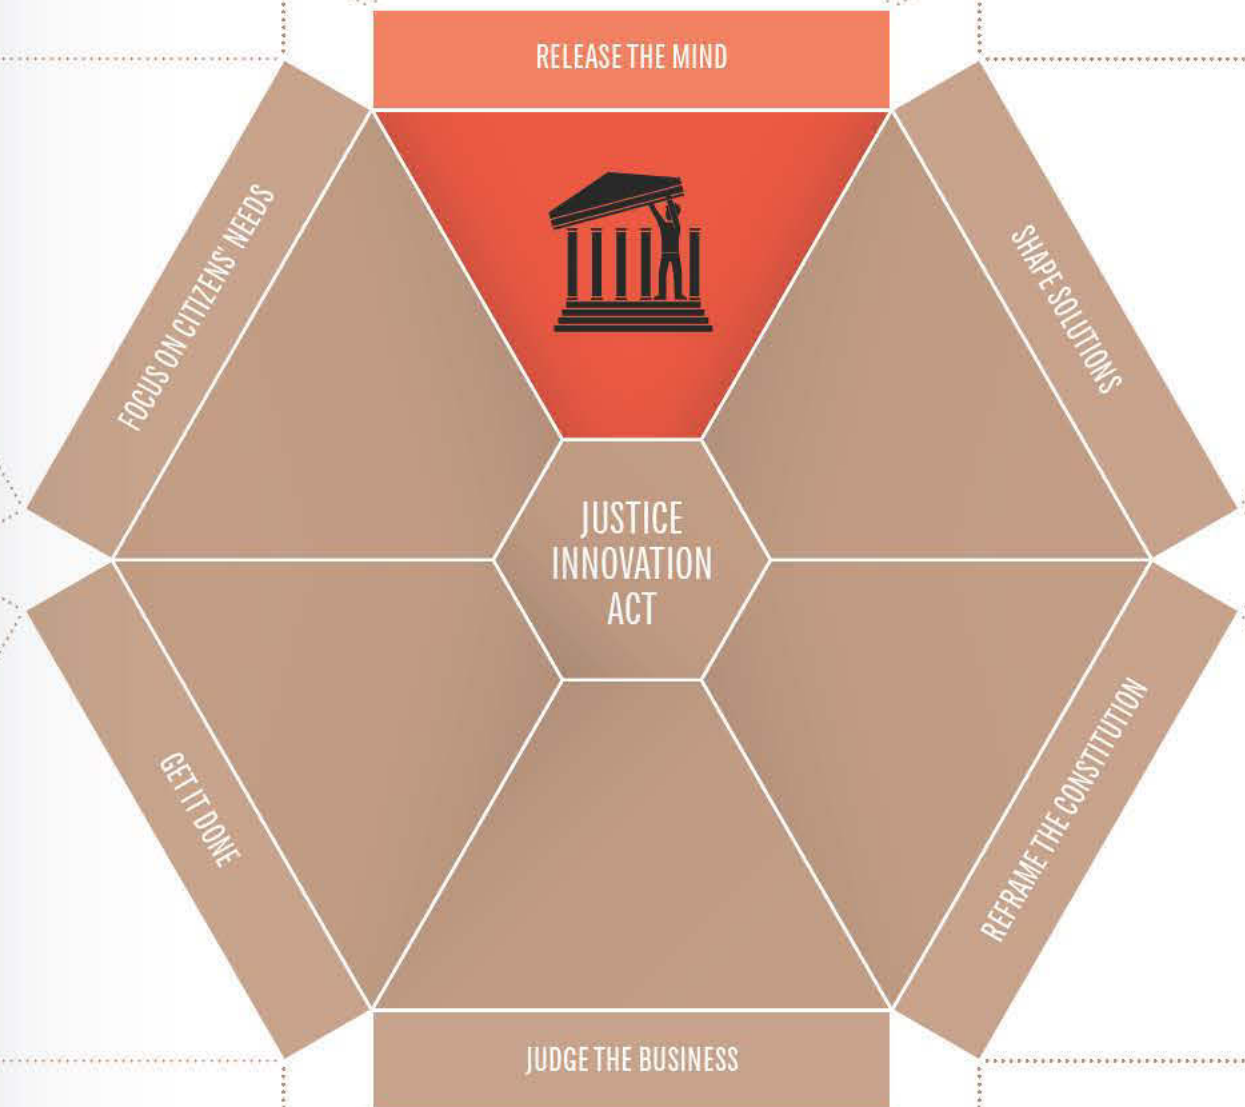 RELEASE THE MIND
FOCUS ON CITIZENS' NEEDS
SHAPE SOLUTIONS
JUSTICE
INNOVATION
ACT
GET IT DONE
REFRAME THE CONSTITUTION
JUDGE THE BUSINESS